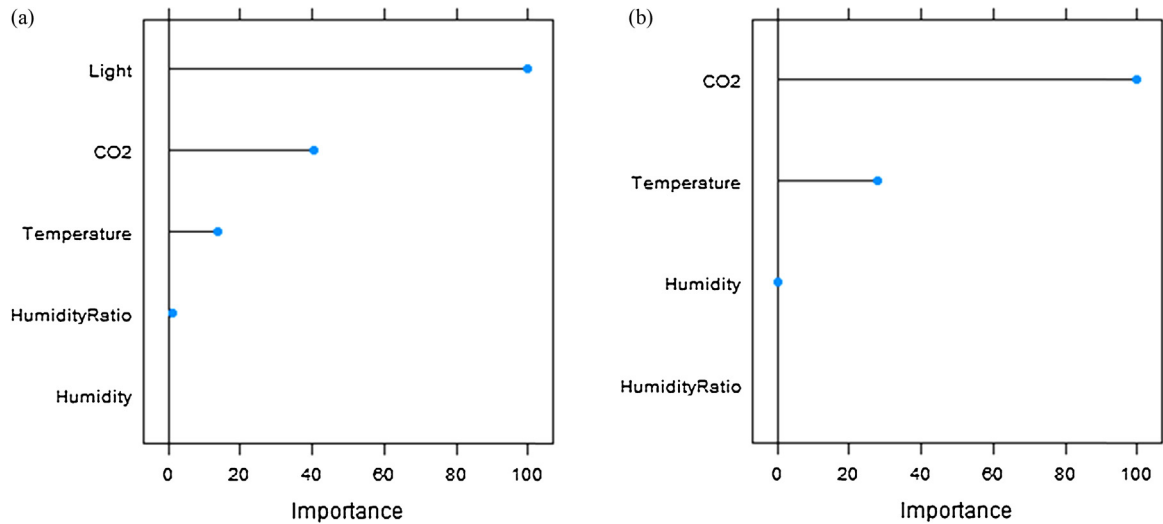 (a)
Light
CO2
Temperature
HumidityRatio
Humidity
0 20 40 60 80 100
Importance
(b)
CO2
Temperature
Humidity
HumidityRatio
0 20 40 60 80 100
Importance